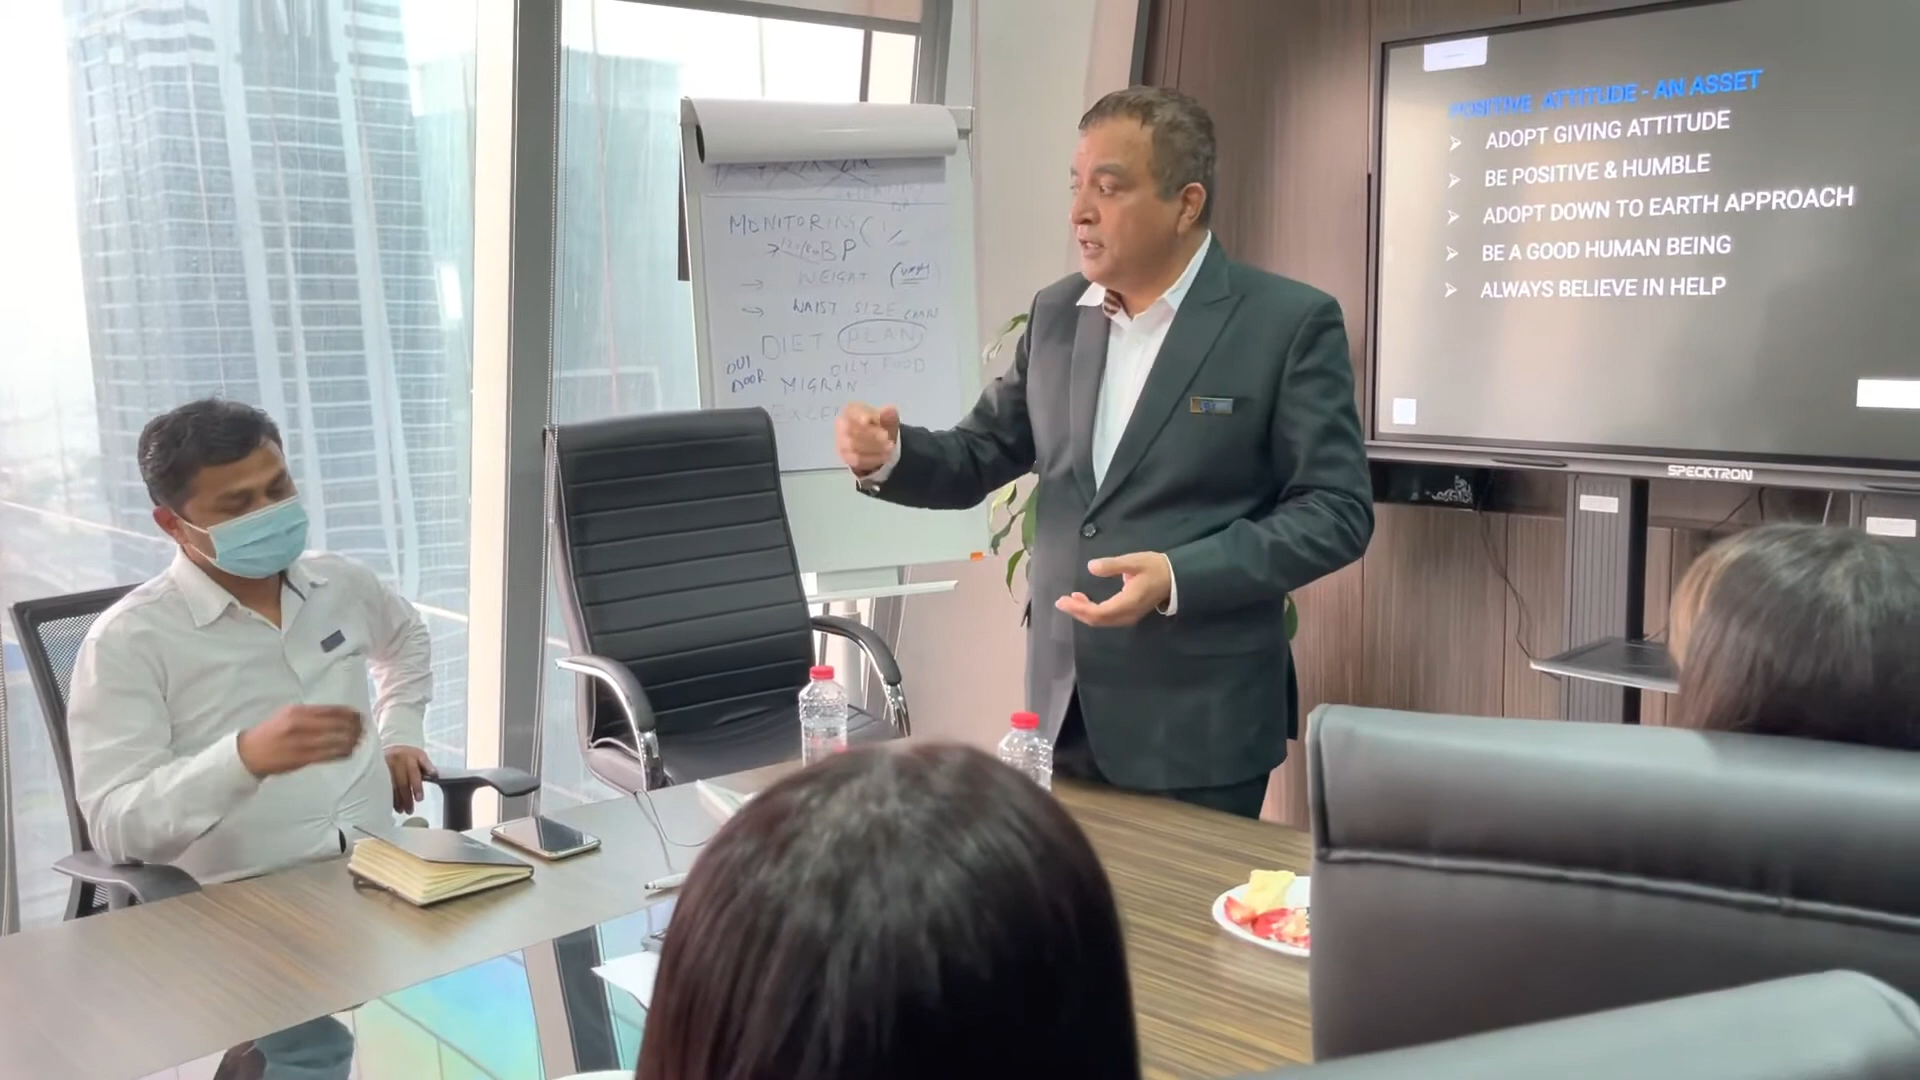 MONITORING
BP
WEIGHT
WAIST SIZE
DIET PLAN
OILY FOOD
OUT
DOOR
MIGRAN
POSITIVE ATTITUDE - AN ASSET
ADOPT GIVING ATTITUDE
BE POSITIVE & HUMBLE
ADOPT DOWN TO EARTH APPROACH
BE A GOOD HUMAN BEING
ALWAYS BELIEVE IN HELP
SPECKTRON